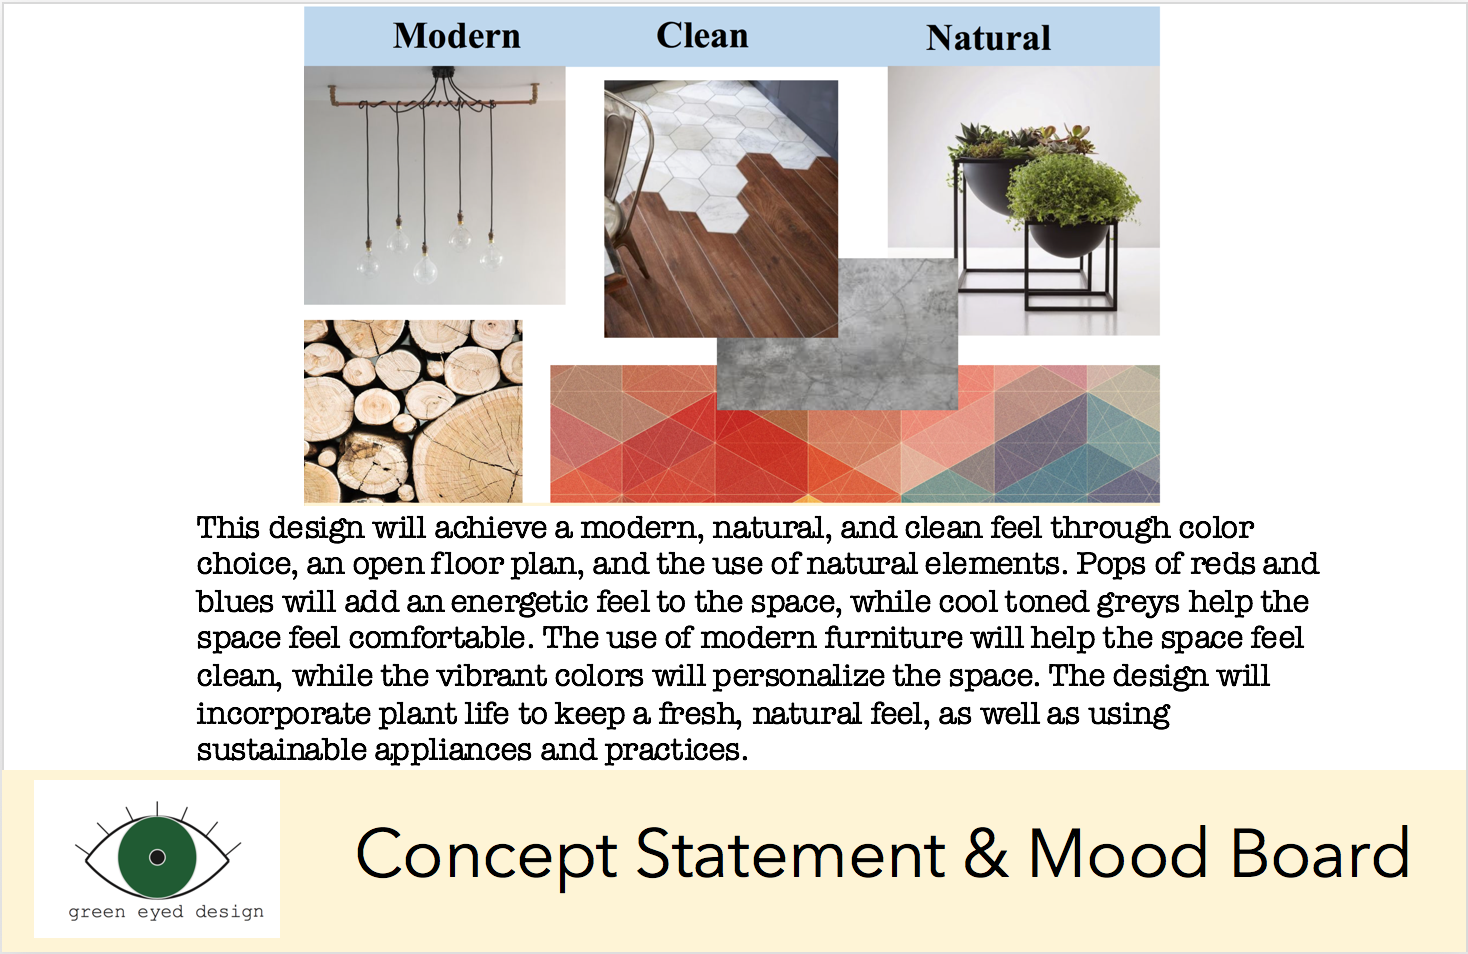 Modern Clean Natural
This design will achieve a modern, natural, and clean feel through color
choice, an open floor plan, and the use of natural elements. Pops of reds and
blues will add an energetic feel to the space, while cool toned greys help the
space feel comfortable. The use of modern furniture will help the space feel
clean, while the vibrant colors will personalize the space. The design will
incorporate plant life to keep a fresh, natural feel, as well as using
sustainable appliances and practices.
Concept Statement & Mood Board
green eyed design